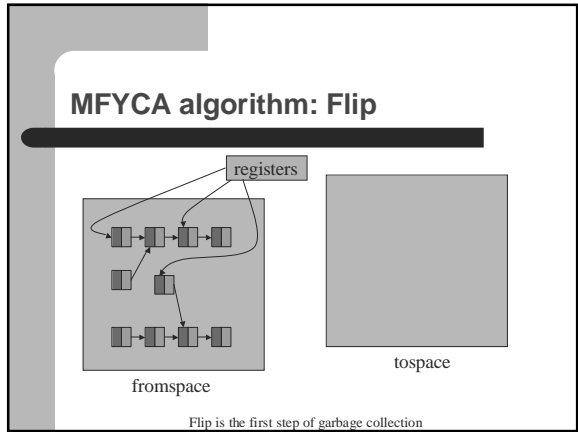 MFYCA algorithm: Flip
registers
fromspace
tospace
Flip is the first step of garbage collection